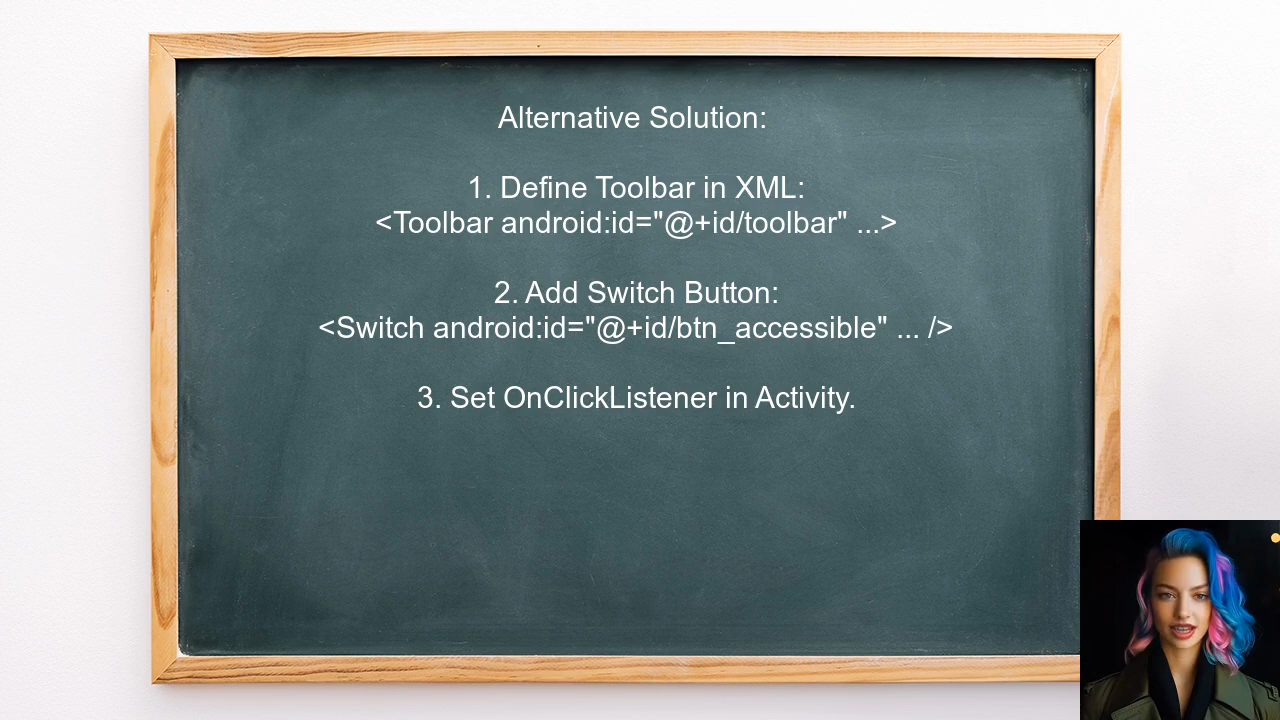 Alternative Solution:
1. Define Toolbar in XML:
<Toolbar android:id="@+id/toolbar" ...>
2. Add Switch Button:
<Switch android:id="@+id/btn_accessible" ... />
3. Set OnClickListener in Activity.